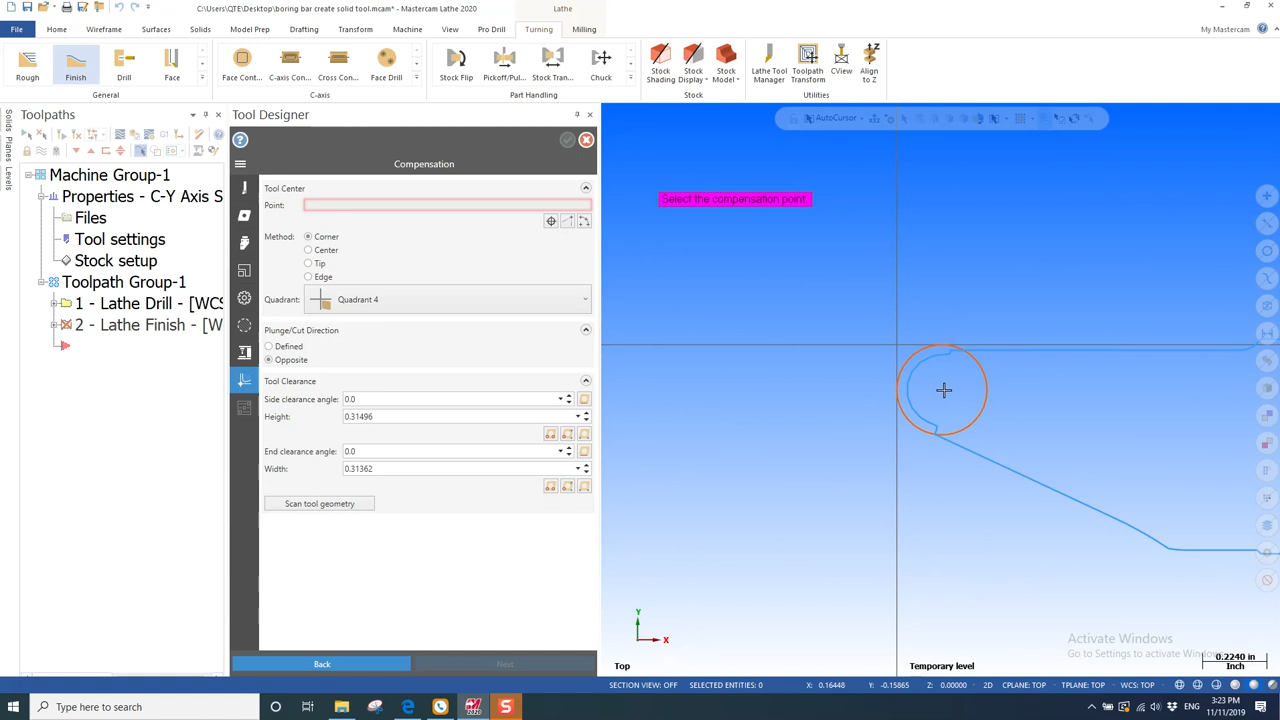 C:\Users\QTE\Desktop\boring bar create solid tool.mcam* - Mastercam Lathe 2020
Lathe
File
Home
Wireframe
Surfaces
Solids
Model Prep
Drafting
Transform
Machine
View
Pro Drill
Turning
Milling
My Mastercam
Rough
Finish
Drill
Face
Face Cont...
C-axis Con...
Cross Con...
Face Drill
Stock Flip
Pickoff/Pul...
Stock Tran...
Chuck
Stock Shading
Stock Display
Stock Model
Lathe Tool Manager
Toolpath Transform
CView
Align to Z
General
C-axis
Part Handling
Stock
Utilities
Solids
Planes
Levels
Toolpaths
Machine Group-1
Properties - C-Y Axis S
Files
Tool settings
Stock setup
Toolpath Group-1
1 - Lathe Drill - [WCS
2 - Lathe Finish - [W
G1
Tool Designer
Compensation
Tool Center
Point:
Method:
Corner
Center
Tip
Edge
Quadrant:
Quadrant 4
Plunge/Cut Direction
Defined
Opposite
Tool Clearance
Side clearance angle:
0.0
Height:
0.31496
End clearance angle:
0.0
Width:
0.31362
Scan tool geometry
Back
Next
AutoCursor
Select the compensation point
Y
X
Top
Temporary level
Activate Windows
Go to Settings to activate Windows
0.2240 in
Inch
SECTION VIEW: OFF
SELECTED ENTITIES: 0
X: 0.16448
Y: -0.15865
Z: 0.00000
2D
CPLANE: TOP
TPLANE: TOP
WCS: TOP
Type here to search
2020
S
3:23 PM
11/11/2019